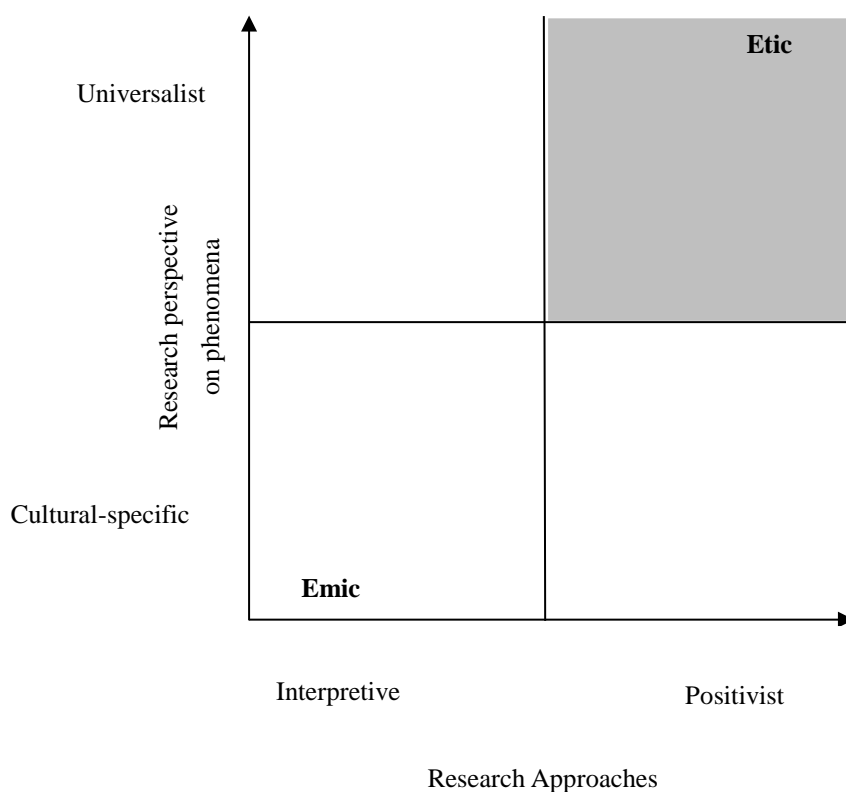 Etic
Universalist
Research perspective
on phenomena
Cultural-specific
Emic
Interpretive
Positivist
Research Approaches